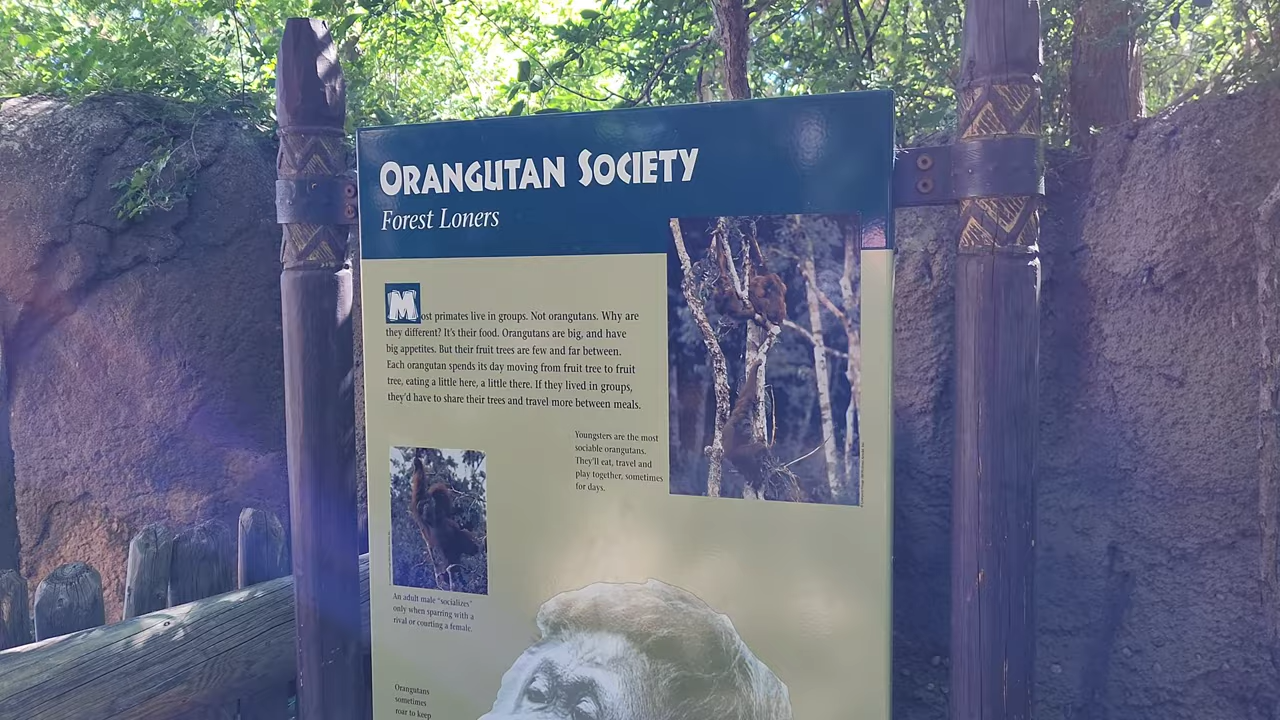 ORANGUTAN SOCIETY
Forest Loners
Most primates live in groups. Not orangutans. Why are
they different? It's their food. Orangutans are big, and have
big appetites. But their fruit trees are few and far between.
Each orangutan spends its day moving from fruit tree to fruit
tree, eating a little here, a little there. If they lived in groups,
they'd have to share their trees and travel more between meals.
Youngsters are the most
sociable orangutans.
They'll eat, travel and
play together, sometimes
for days.
An adult male "socializes"
only when sparring with a
rival or courting a female.
Orangutans
sometimes
roar to keep